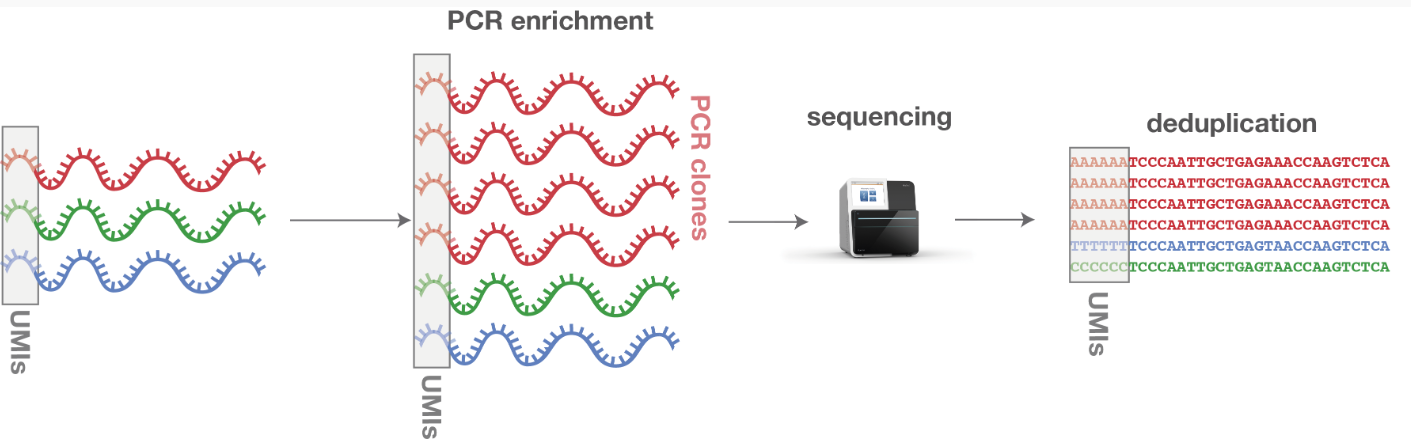 PCR enrichment
UMIs
PCR clones
UMIs
sequencing
deduplication
AAAAAATCCCAATTGCTGAGAAACCAAGTCTCA
AAAAAATCCCAATTGCTGAGAAACCAAGTCTCA
AAAAAATCCCAATTGCTGAGAAACCAAGTCTCA
AAAAAATCCCAATTGCTGAGAAACCAAGTCTCA
TTTTTTTCCCAATTGCTGAGTAACCAAGTCTCA
CCCCCCTCCCAATTGCTGAGTAACCAAGTCTCA
UMIs